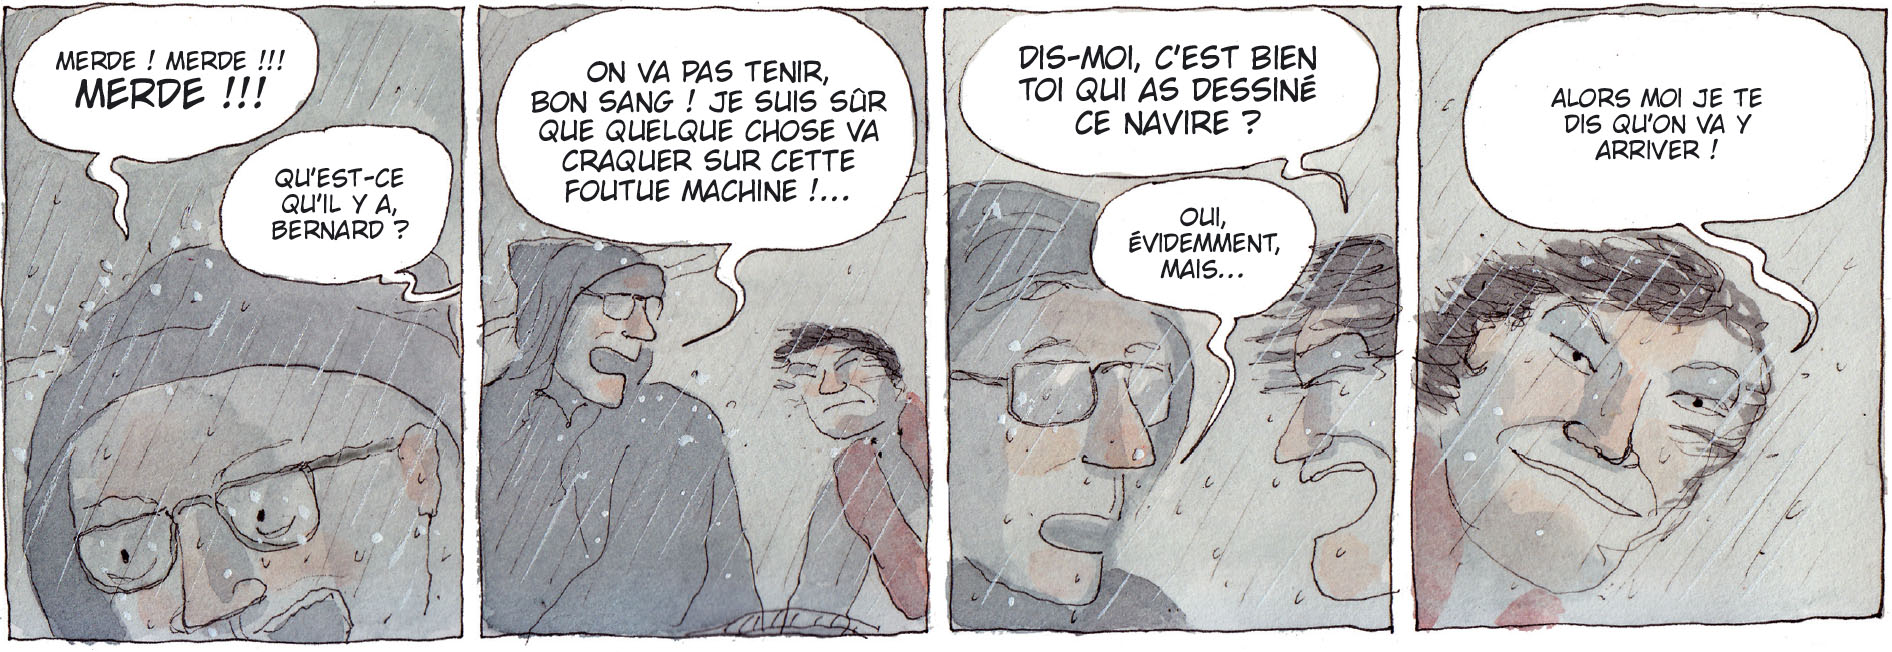 MERDE ! MERDE !!!
MERDE !!!
QU'EST-CE
QU'IL Y A,
BERNARD ?
ON VA PAS TENIR,
BON SANG ! JE SUIS SÛR
QUE QUELQUE CHOSE VA
CRAQUER SUR CETTE
FOUTUE MACHINE !...
DIS-MOI, C'EST BIEN
TOI QUI AS DESSINÉ
CE NAVIRE ?
OUI,
ÉVIDEMMENT,
MAIS...
ALORS MOI JE TE
DIS QU'ON VA Y
ARRIVER !